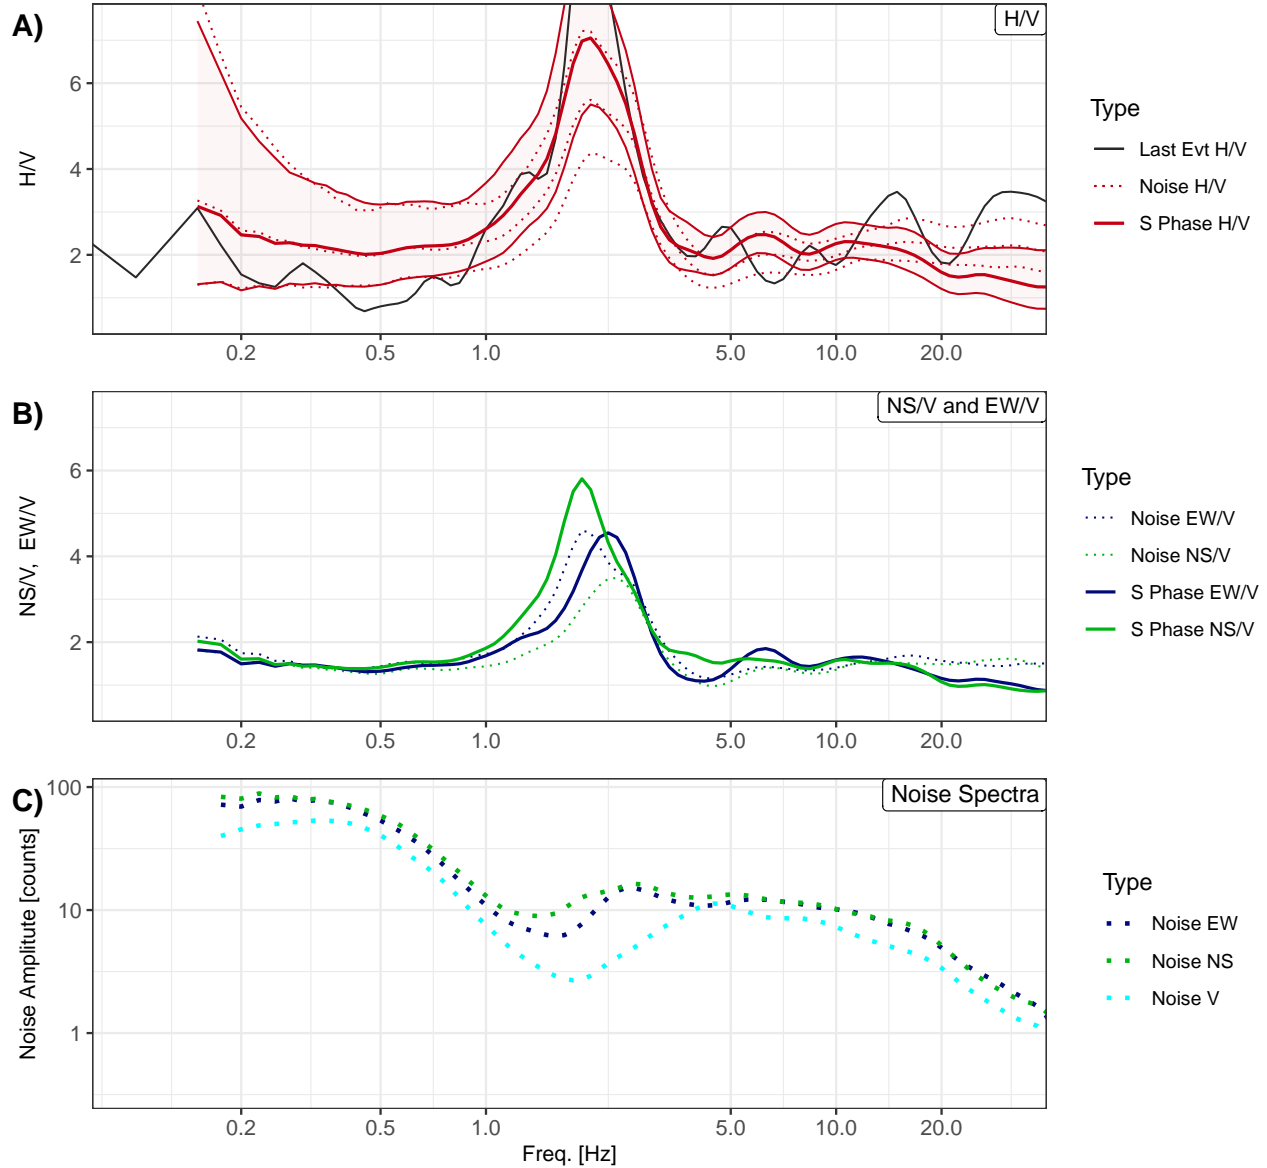 A)
H/V
H/V
6
4
2
0.2 0.5 1.0 5.0 10.0 20.0
Type
Last Evt H/V
Noise H/V
S Phase H/V
B)
NS/V and EW/V
NS/V, EW/V
6
4
2
0.2 0.5 1.0 5.0 10.0 20.0
Type
Noise EW/V
Noise NS/V
S Phase EW/V
S Phase NS/V
C)
Noise Spectra
Noise Amplitute [counts]
100
10
1
0.2 0.5 1.0 5.0 10.0 20.0
Freq. [Hz]
Type
Noise EW
Noise NS
Noise V